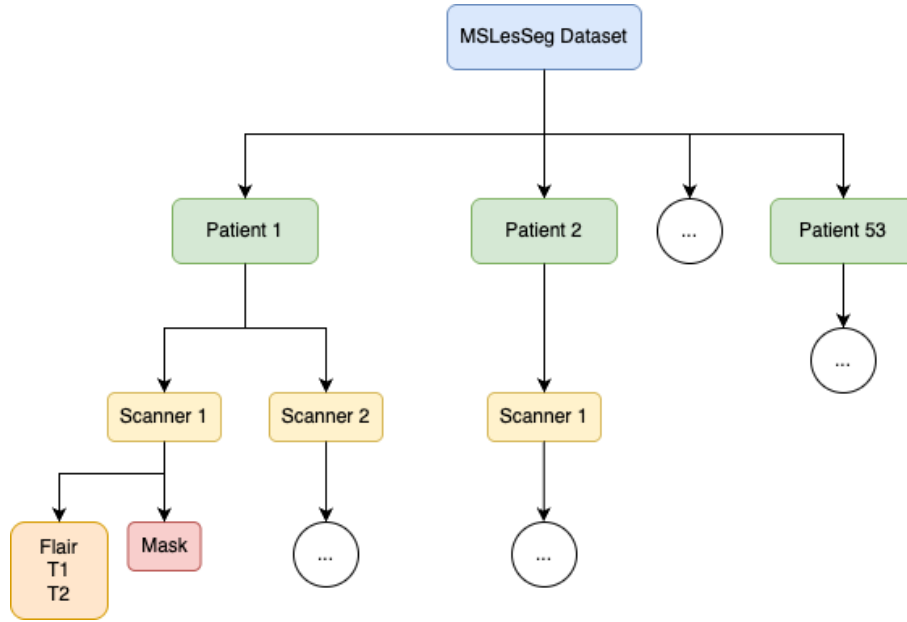 MSLesSeg Dataset
Patient 1
Patient 2
...
Patient 53
...
Scanner 1
Scanner 2
Scanner 1
Flair
T1
T2
Mask
...
...